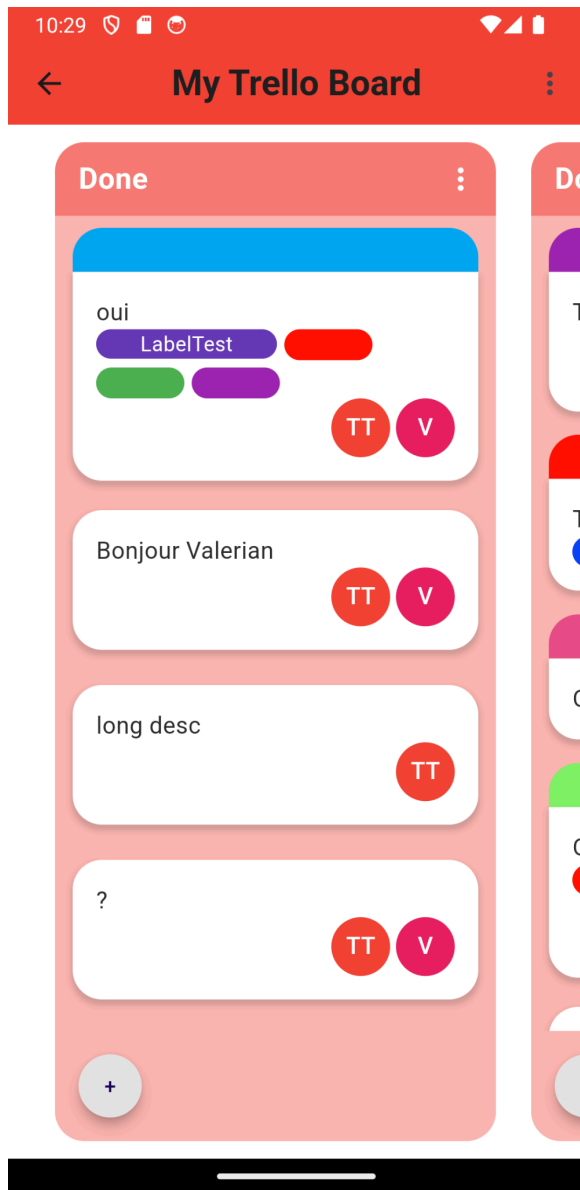 10:29
My Trello Board
Done
oui
LabelTest
TT V
Bonjour Valerian
TT V
long desc
TT
?
TT V
+